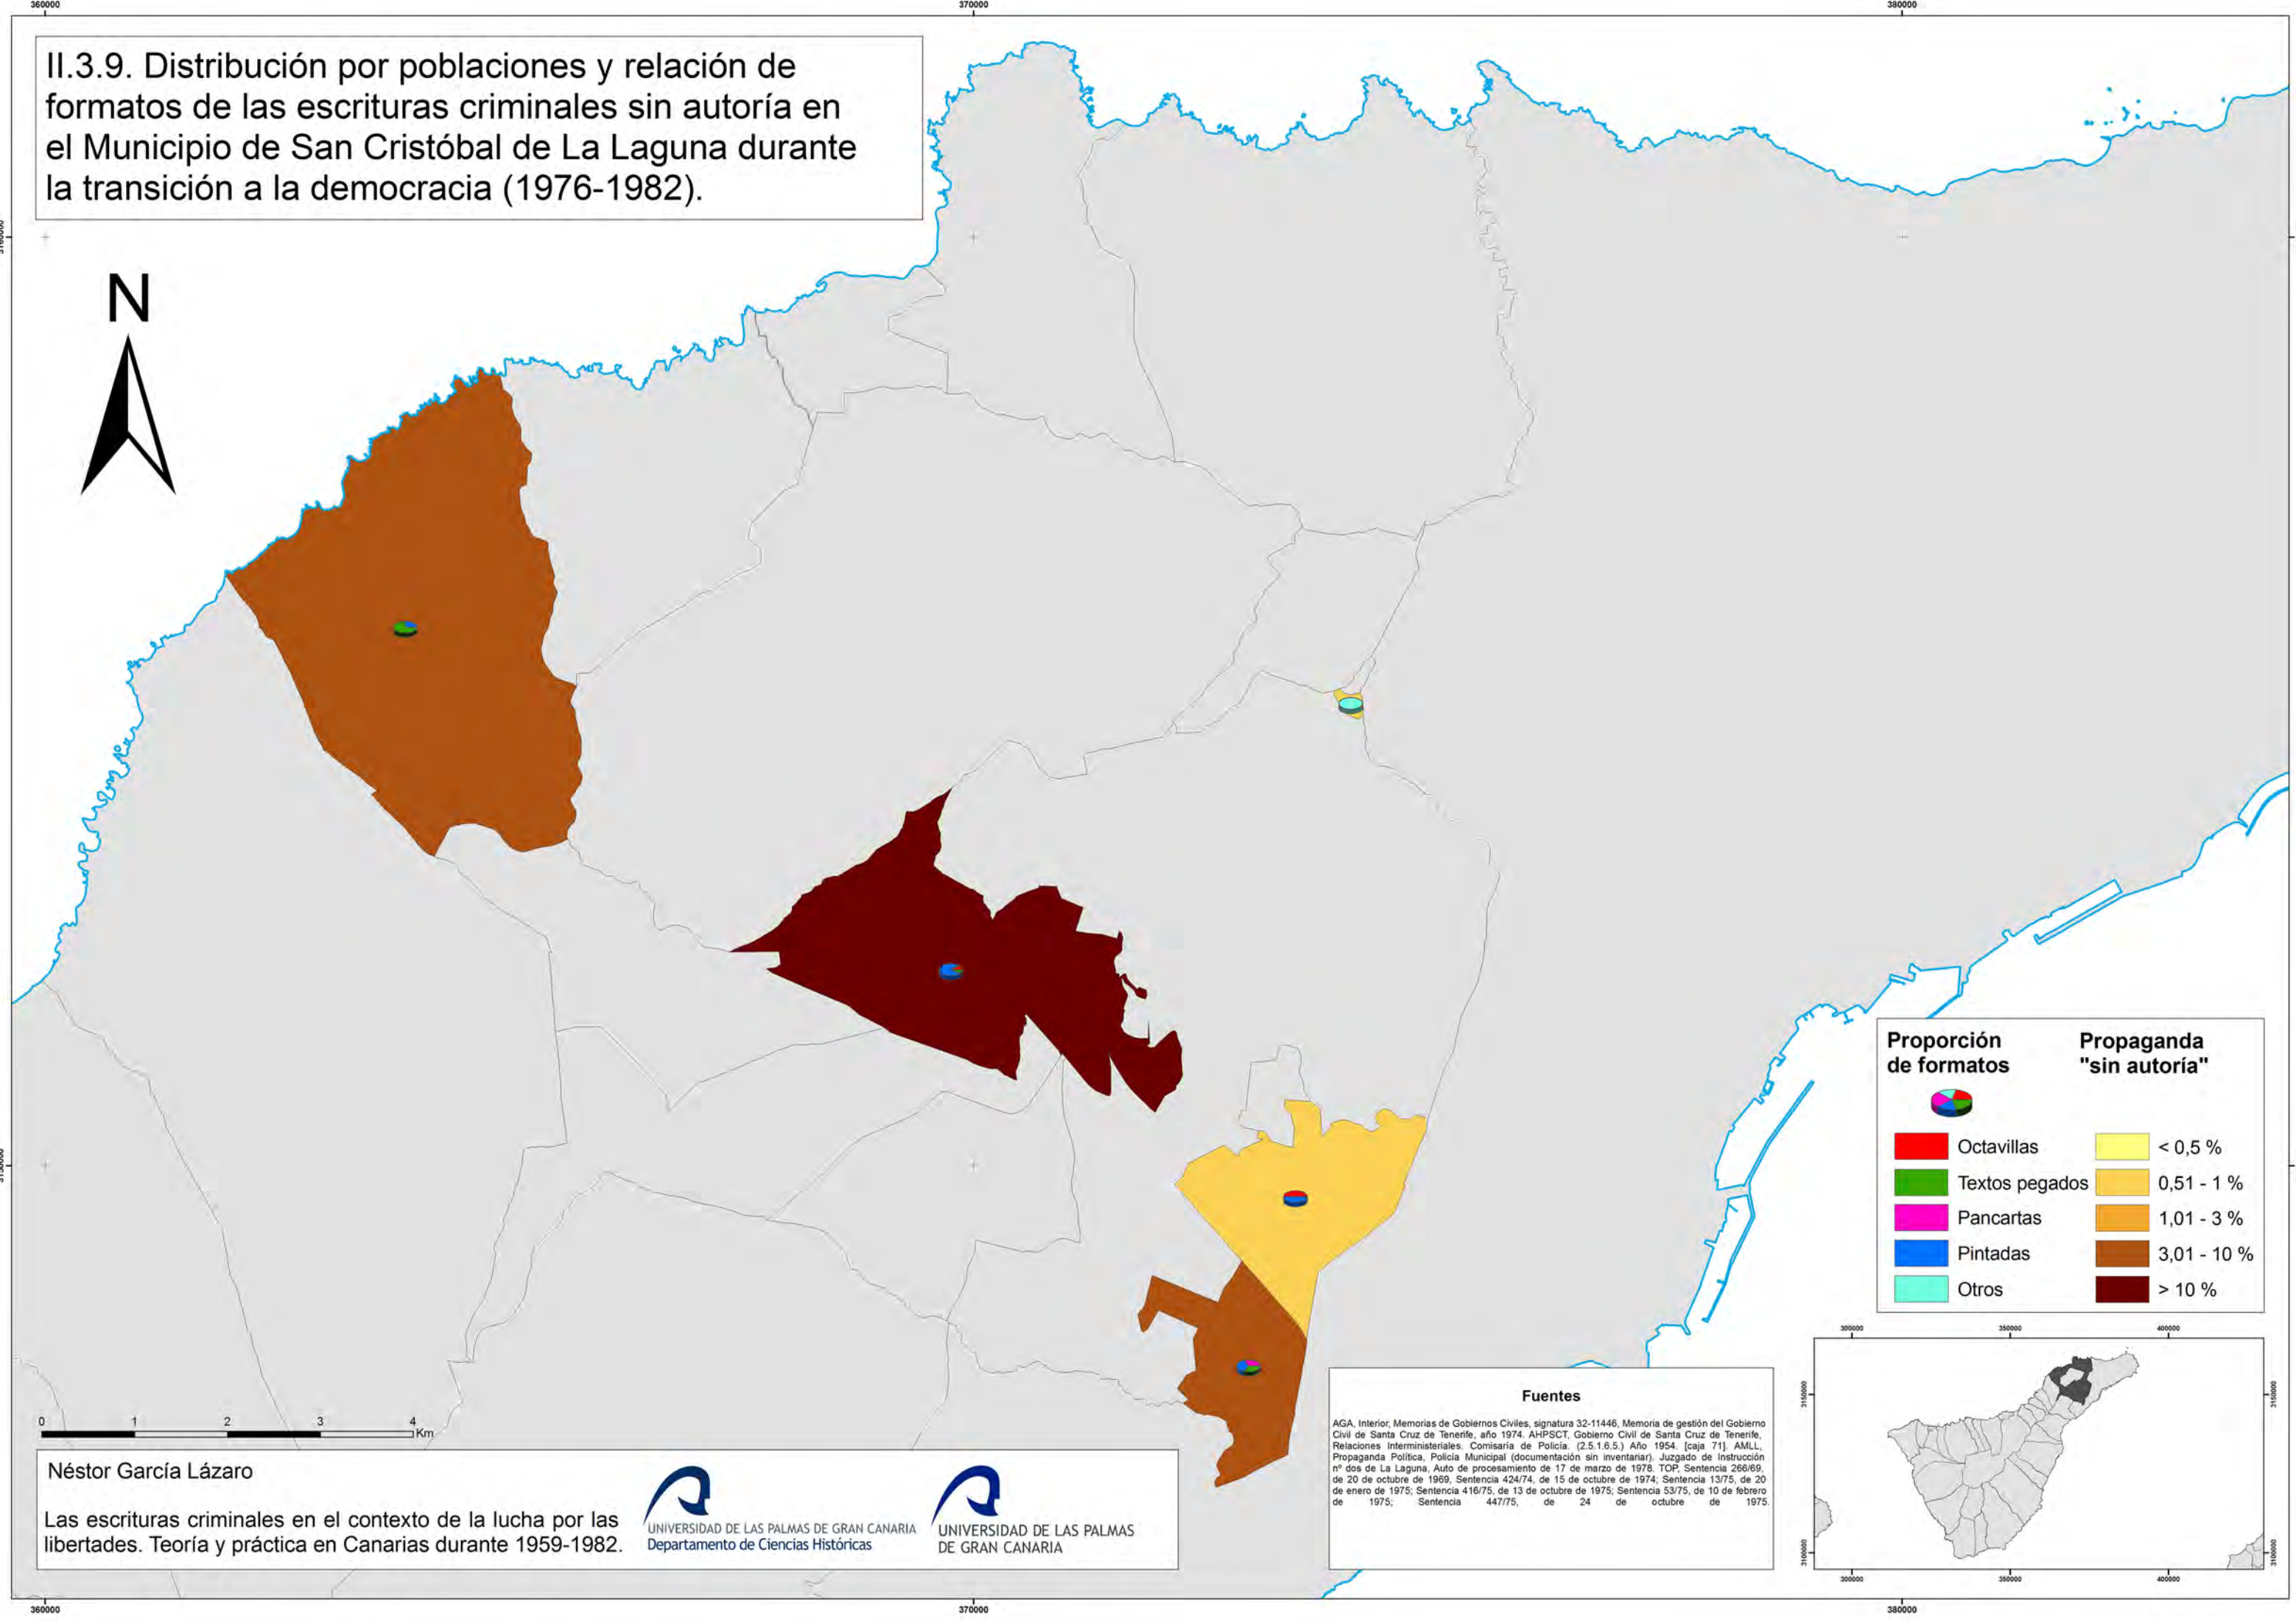 360000
370000
380000
II.3.9. Distribución por poblaciones y relación de
formatos de las escrituras criminales sin autoría en
el Municipio de San Cristóbal de La Laguna durante
la transición a la democracia (1976-1982).
N
Proporción
de formatos
Propaganda
"sin autoría"
Octavillas
< 0,5 %
Textos pegados
0,51 - 1 %
Pancartas
1,01 - 3 %
Pintadas
3,01 - 10 %
Otros
> 10 %
300000
350000
400000
3150000
3150000
3100000
3100000
300000
350000
400000
Fuentes
AGA, Interior, Memorias de Gobiernos Civiles, signatura 32-11446, Memoria de gestión del Gobierno
Civil de Santa Cruz de Tenerife, año 1974. AHPSCT, Gobierno Civil de Santa Cruz de Tenerife,
Relaciones Interministeriales. Comisaría de Policía. (2.5.1.6.5.) Año 1954. [caja 71]. AMLL,
Propaganda Política, Policía Municipal (documentación sin inventariar). Juzgado de Instrucción
nº dos de La Laguna, Auto de procesamiento de 17 de marzo de 1978. TOP, Sentencia 266/69,
de 20 de octubre de 1969, Sentencia 424/74, de 15 de octubre de 1974; Sentencia 13/75, de 20
de enero de 1975; Sentencia 416/75, de 13 de octubre de 1975; Sentencia 53/75, de 10 de febrero
de 1975; Sentencia 447/75, de 24 de octubre de 1975.
0 1 2 3 4
Km
Néstor García Lázaro
Las escrituras criminales en el contexto de la lucha por las
libertades. Teoría y práctica en Canarias durante 1959-1982.
UNIVERSIDAD DE LAS PALMAS DE GRAN CANARIA
Departamento de Ciencias Históricas
UNIVERSIDAD DE LAS PALMAS
DE GRAN CANARIA
360000
370000
380000